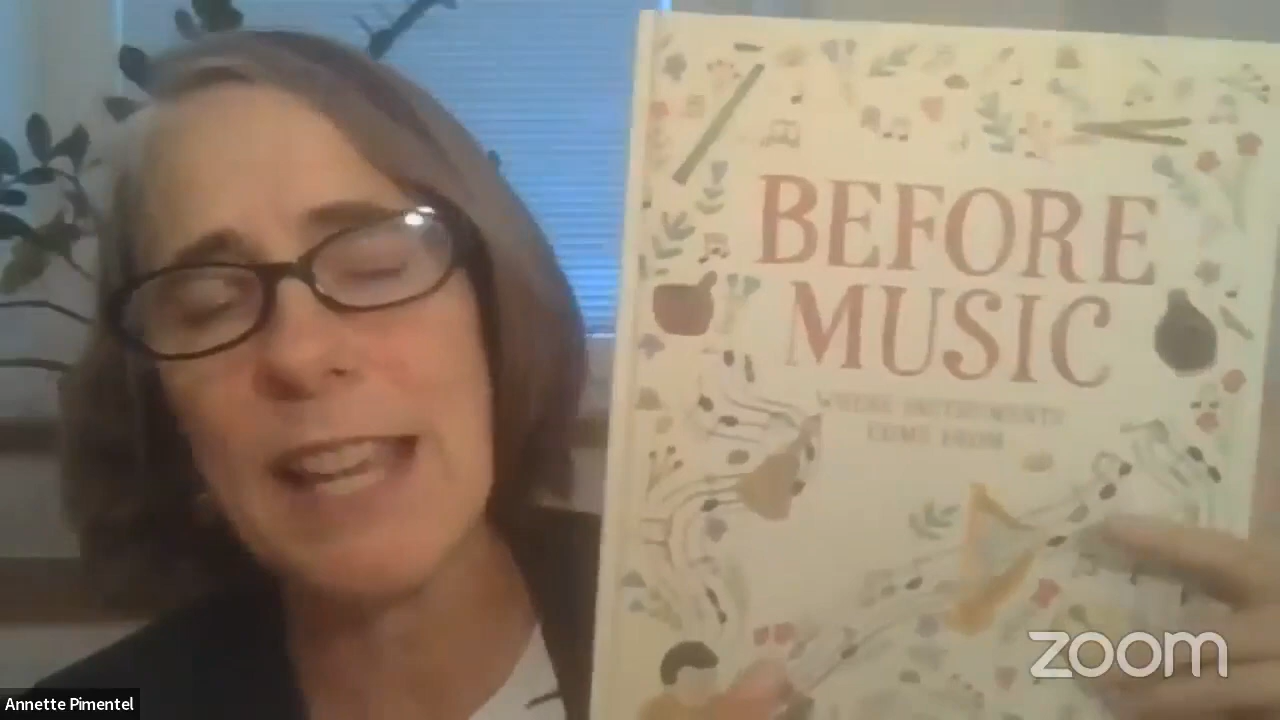 BEFORE
MUSIC
WHERE INSTRUMENTS
COME FROM
zoom
Annette Pimentel